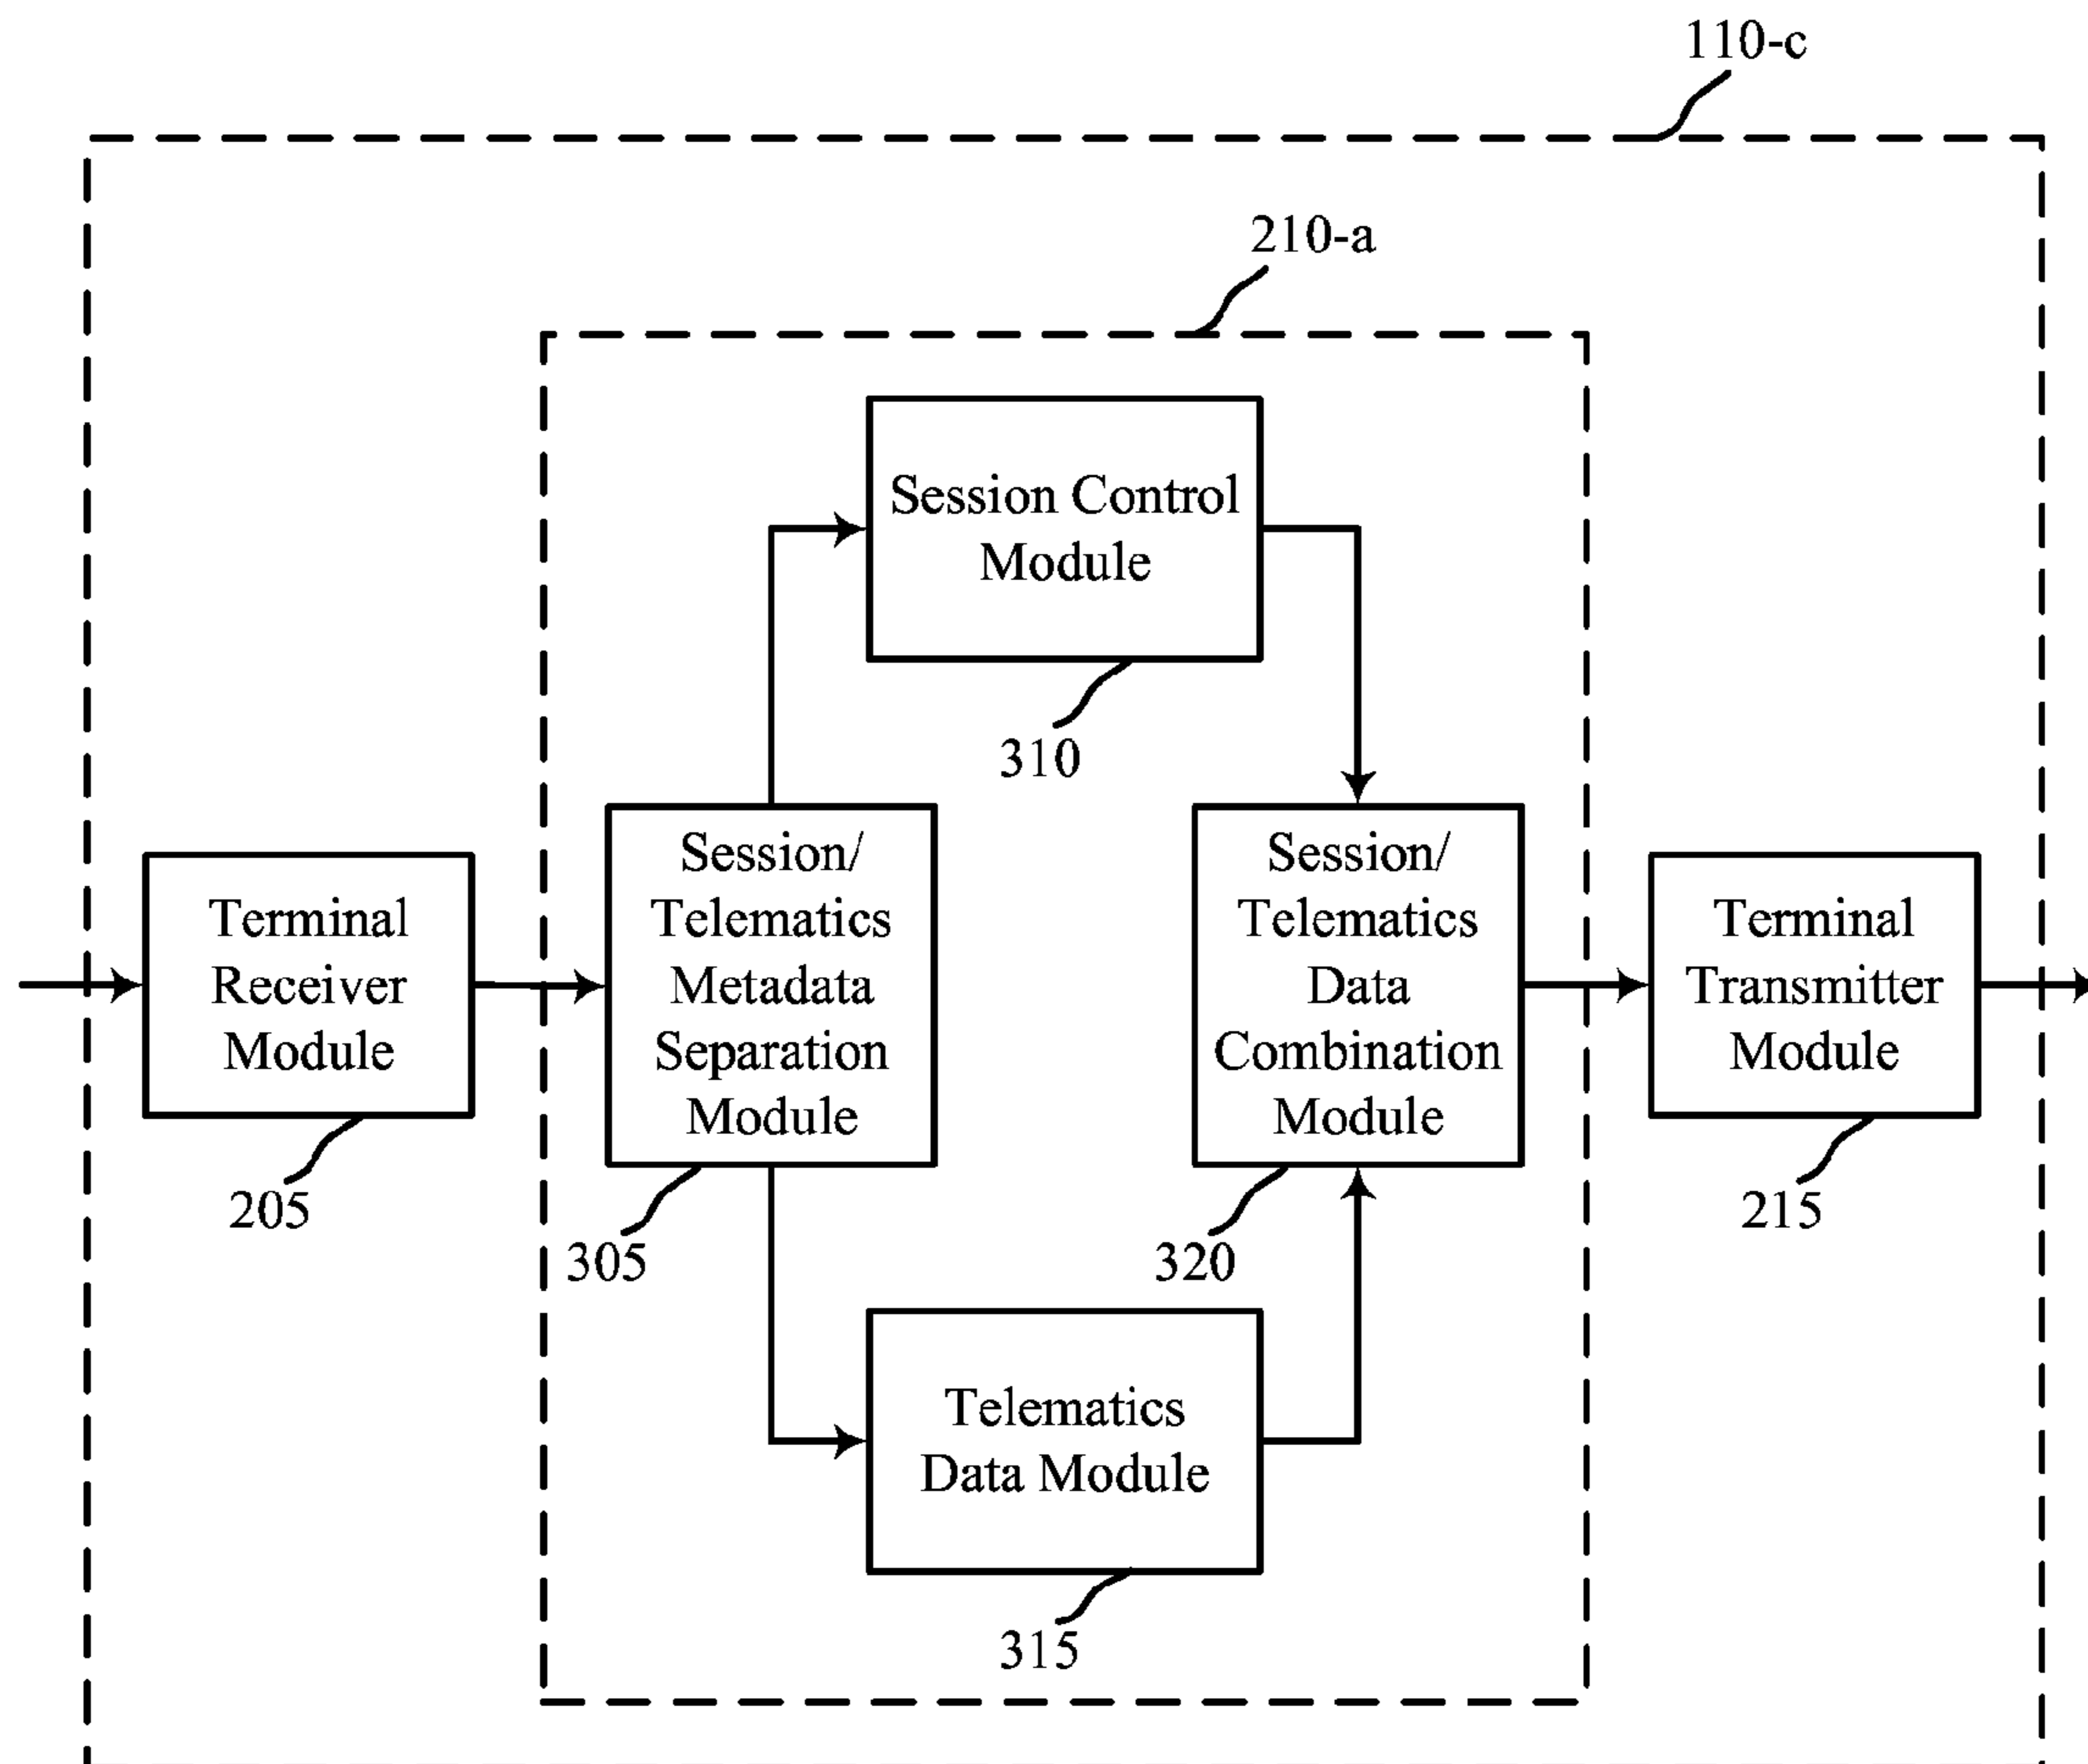 110-c
210-a
Session Control
Module
310
Terminal
Receiver
Module
205
Session/
Telematics
Metadata
Separation
Module
305
Session/
Telematics
Data
Combination
Module
320
Terminal
Transmitter
Module
215
Telematics
Data Module
315